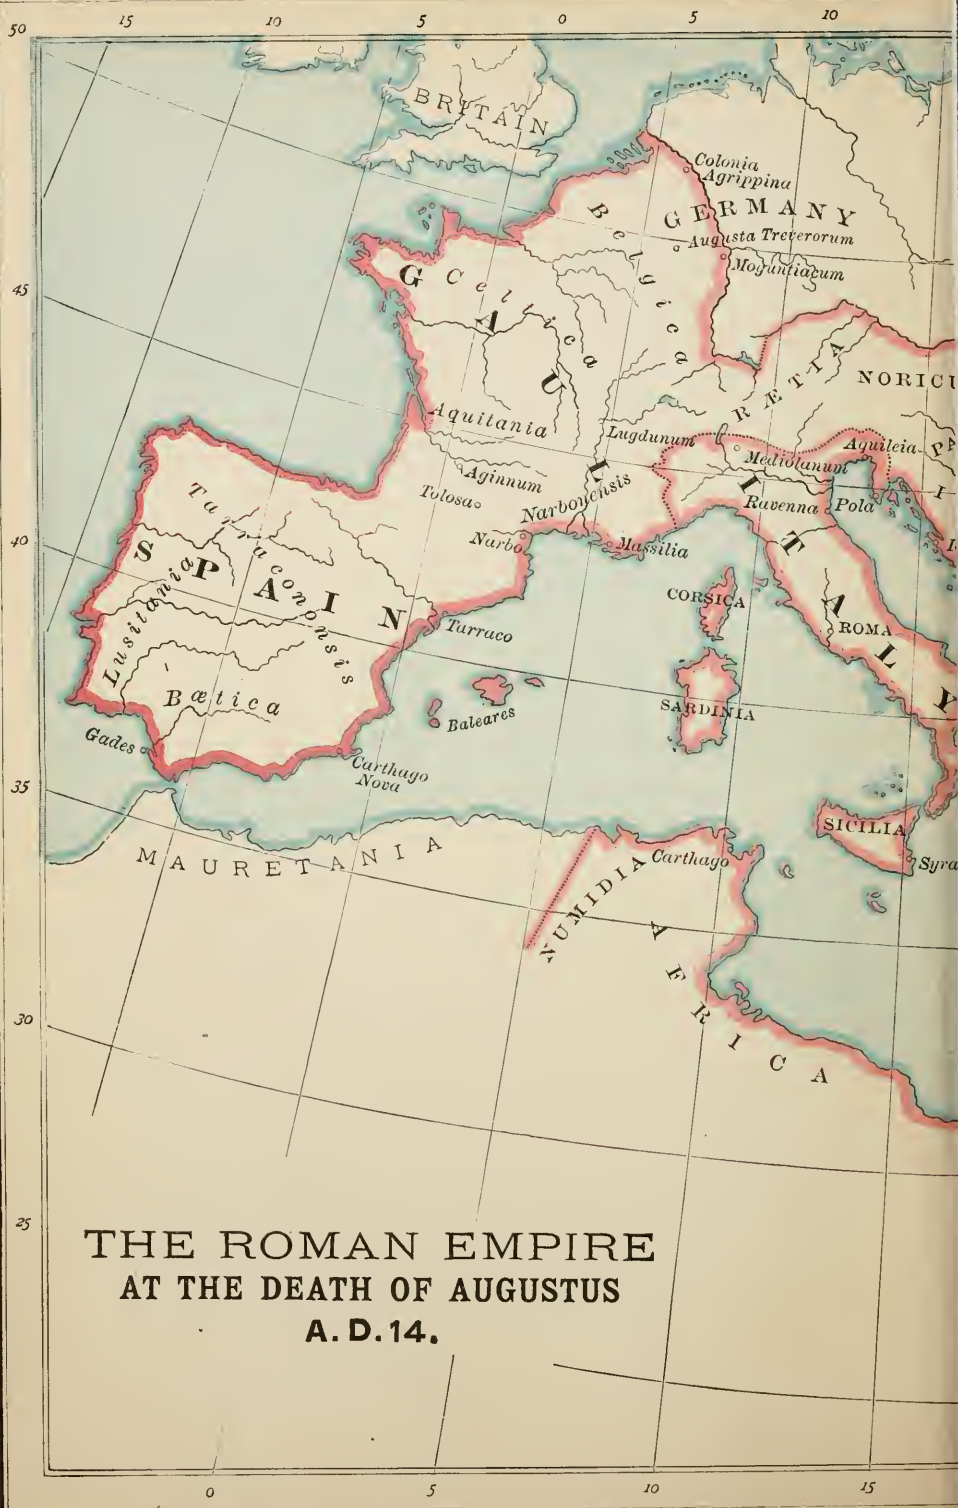 15 10 5 0 5 10
50
BRITAIN
Colonia
Agrippina
GERMANY
Augusta Treverorum
Moguntiacum
Belgica
Celtica
GAUL
45
RÆTIA
NORICU
PA
I
Aquitania
Lugdunum
Mediolanum
Aquileia
Aginnum
Tolosa
Narbonensis
Ravenna
Pola
Narbo
Massilia
ITALY
40
Tarraconensis
SPAIN
Lusitania
Bætica
Tarraco
CORSICA
ROMA
SARDINIA
Baleares
Gades
Carthago
Nova
35
MAURETANIA
SICILIA
Syra
NUMIDIA
Carthago
AFRICA
30
25
THE ROMAN EMPIRE
AT THE DEATH OF AUGUSTUS
A.D.14.
0 5 10 15